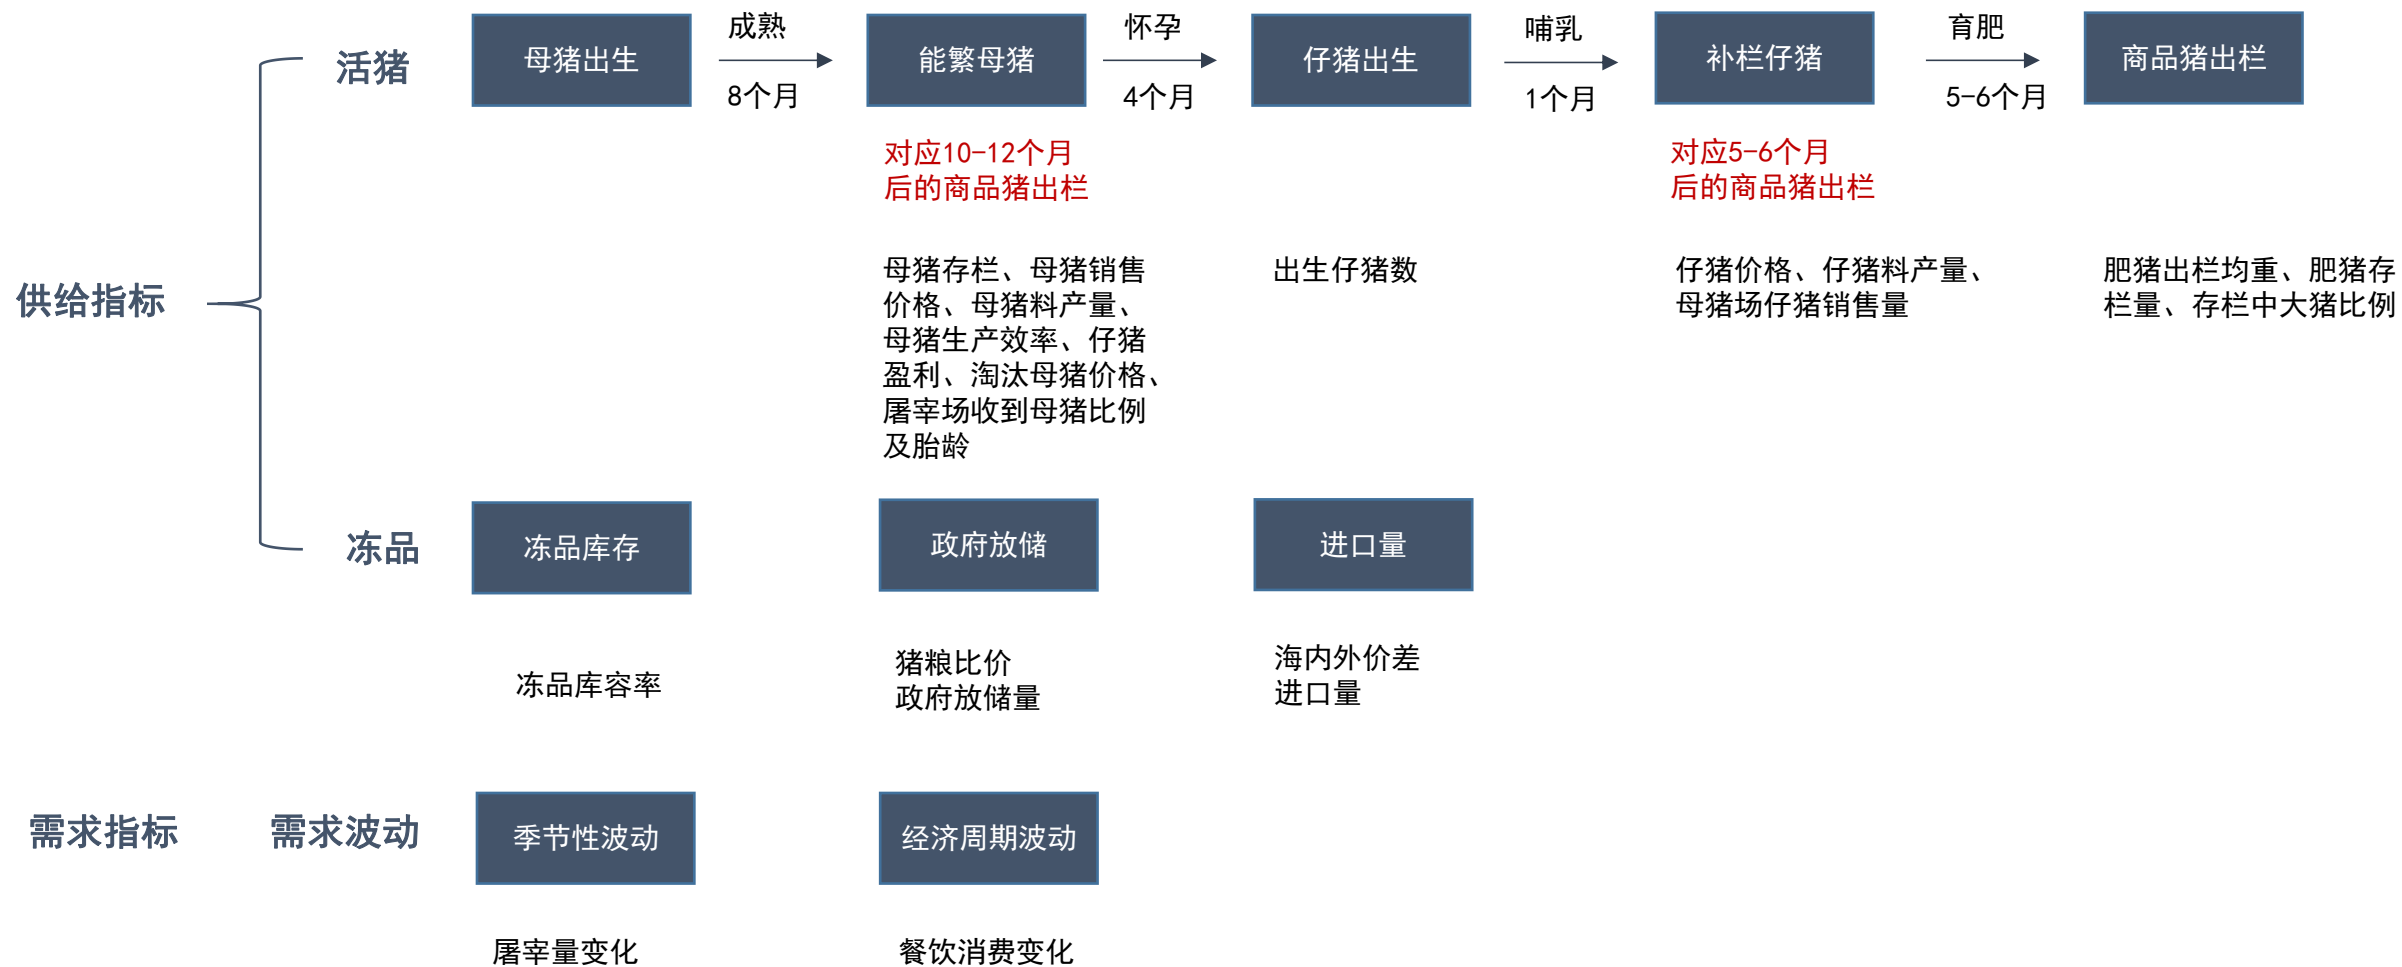 供给指标
活猪
母猪出生
成熟
8个月
能繁母猪
怀孕
4个月
仔猪出生
哺乳
1个月
补栏仔猪
育肥
5-6个月
商品猪出栏
对应10-12个月
后的商品猪出栏
对应5-6个月
后的商品猪出栏
母猪存栏、母猪销售
价格、母猪料产量、
母猪生产效率、仔猪
盈利、淘汰母猪价格、
屠宰场收到母猪比例
及胎龄
出生仔猪数
仔猪价格、仔猪料产量、
母猪场仔猪销售量
肥猪出栏均重、肥猪存
栏量、存栏中大猪比例
冻品
冻品库存
政府放储
进口量
冻品库容率
猪粮比价
政府放储量
海内外价差
进口量
需求指标
需求波动
季节性波动
经济周期波动
屠宰量变化
餐饮消费变化